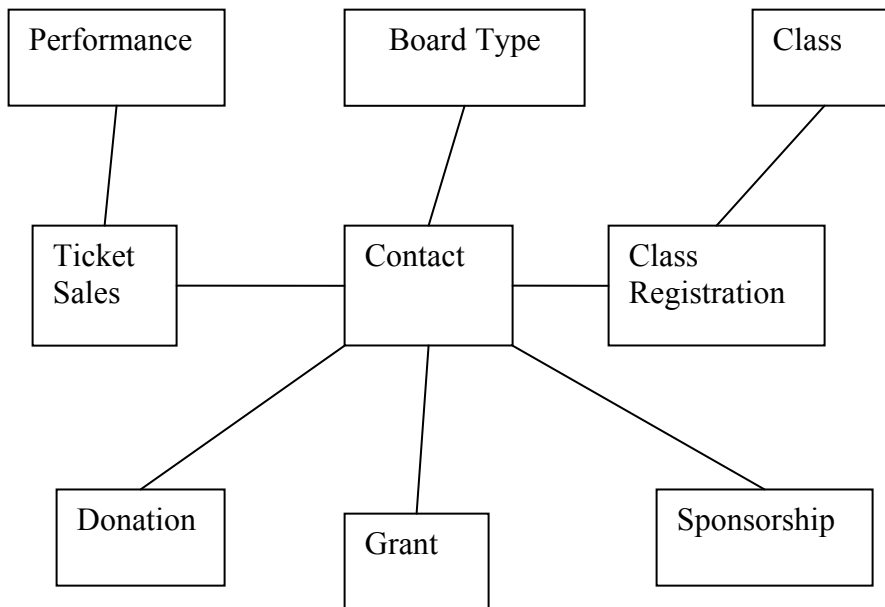 Performance
Board Type
Class
Ticket
Sales
Contact
Class
Registration
Donation
Grant
Sponsorship